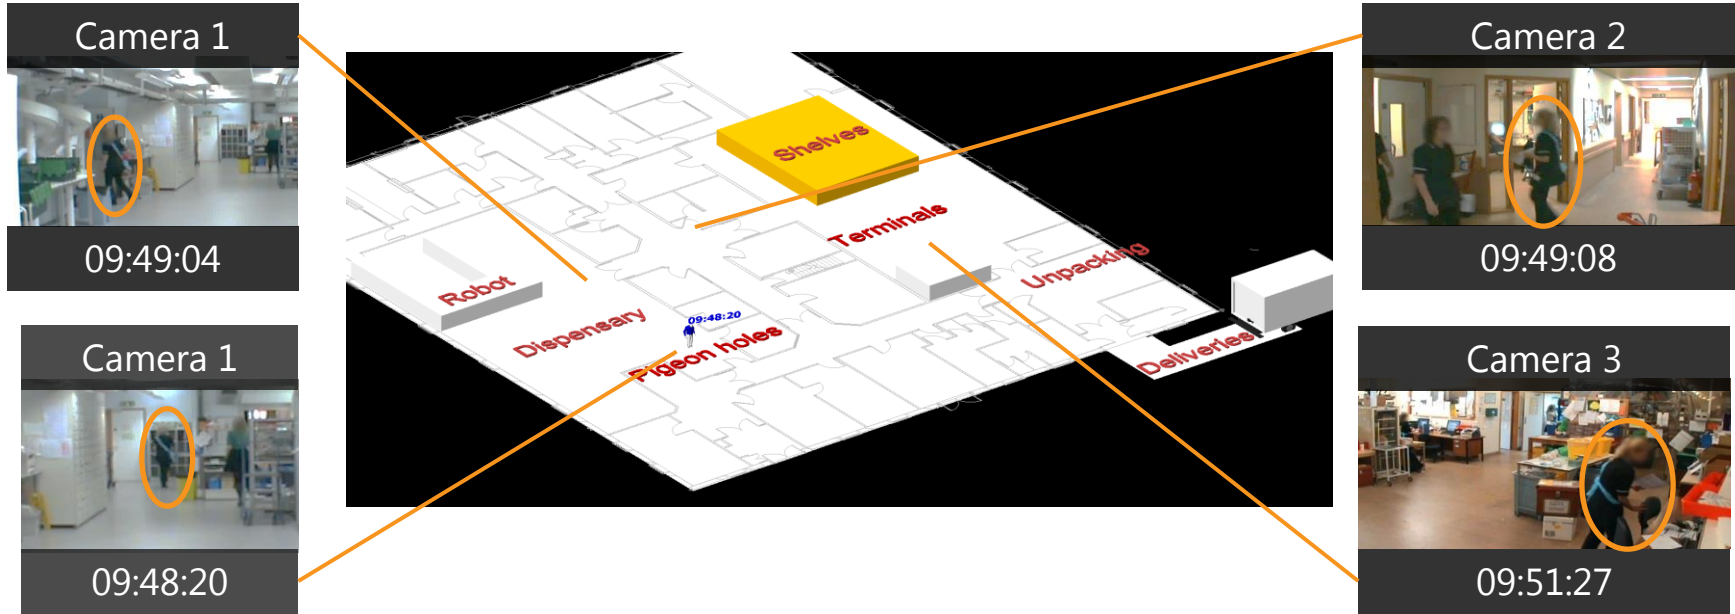 Camera 1
09:49:04
Camera 1
09:48:20
Shelves
Terminals
Unpacking
Robot
Dispensary
09:48:20
Pigeon holes
Deliveries
Camera 2
09:49:08
Camera 3
09:51:27